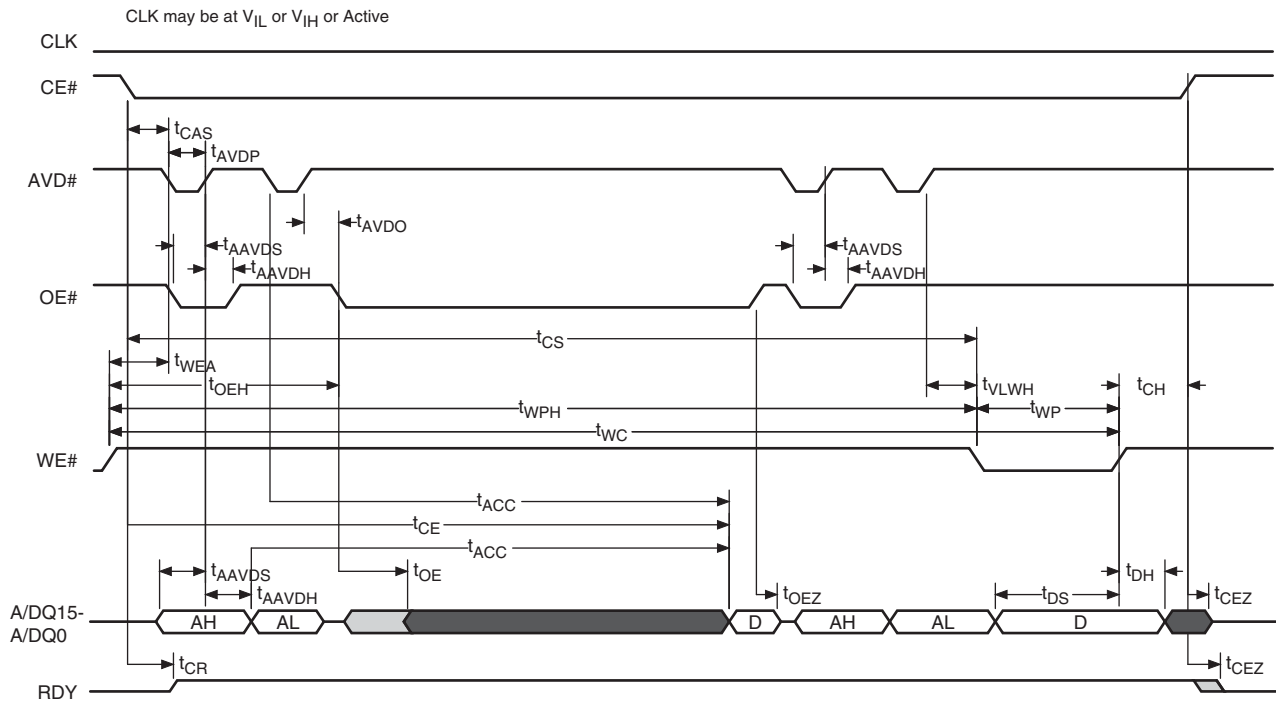 CLK may be at VIL or VIH or Active
CLK
CE#
tCAS
tAVDP
AVD#
tAVDO
tAAVDS
tAAVDS
tAAVDH
tAAVDH
OE#
tCS
tWEA
tOEH
tVLWH
tCH
tWPH
tWP
tWC
WE#
tACC
tCE
tACC
tAAVDS
tOE
tDH
tAAVDH
tOEZ
tDS
tCEZ
A/DQ15-
A/DQ0
AH
AL
D
AH
AL
D
tCR
tCEZ
RDY